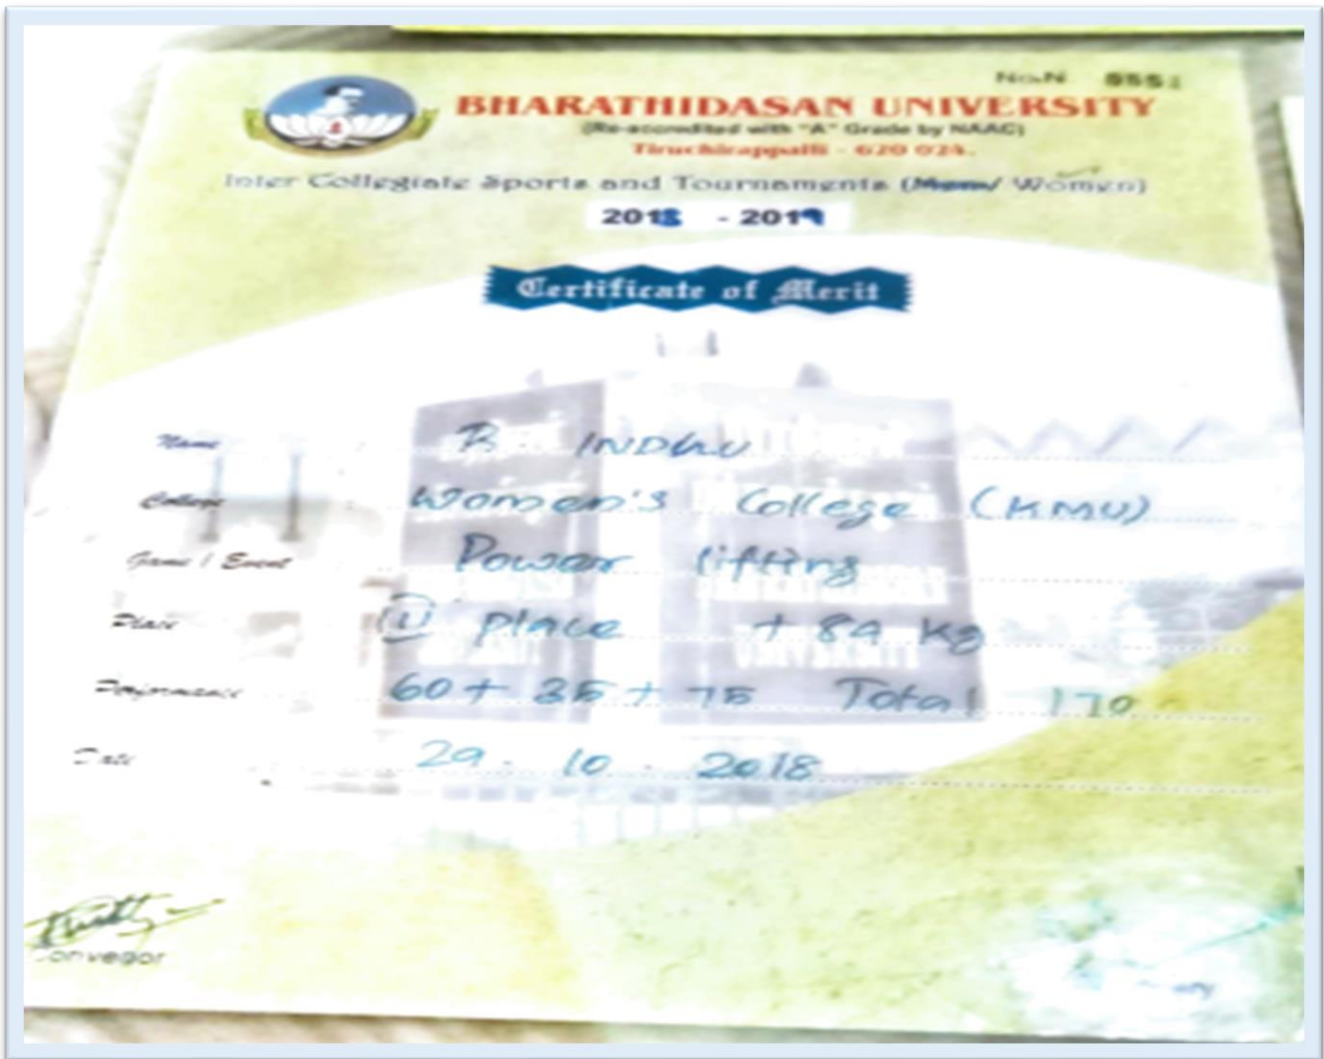 No.N
BHARATHIDASAN UNIVERSITY
(Re-accredited with "A" Grade by NAAC)
Tiruchirappalli - 620 024.
Inter Collegiate Sports and Tournaments (Men/ Women)
2018 - 2019
Certificate of Merit
Name B. INDHU
College Women's College (KMU)
Game / Event Power lifting
Place place + 84 Kg
Performance 60 + 35 + 75 Total 170
Date 29 . 10 . 2018
Convenor